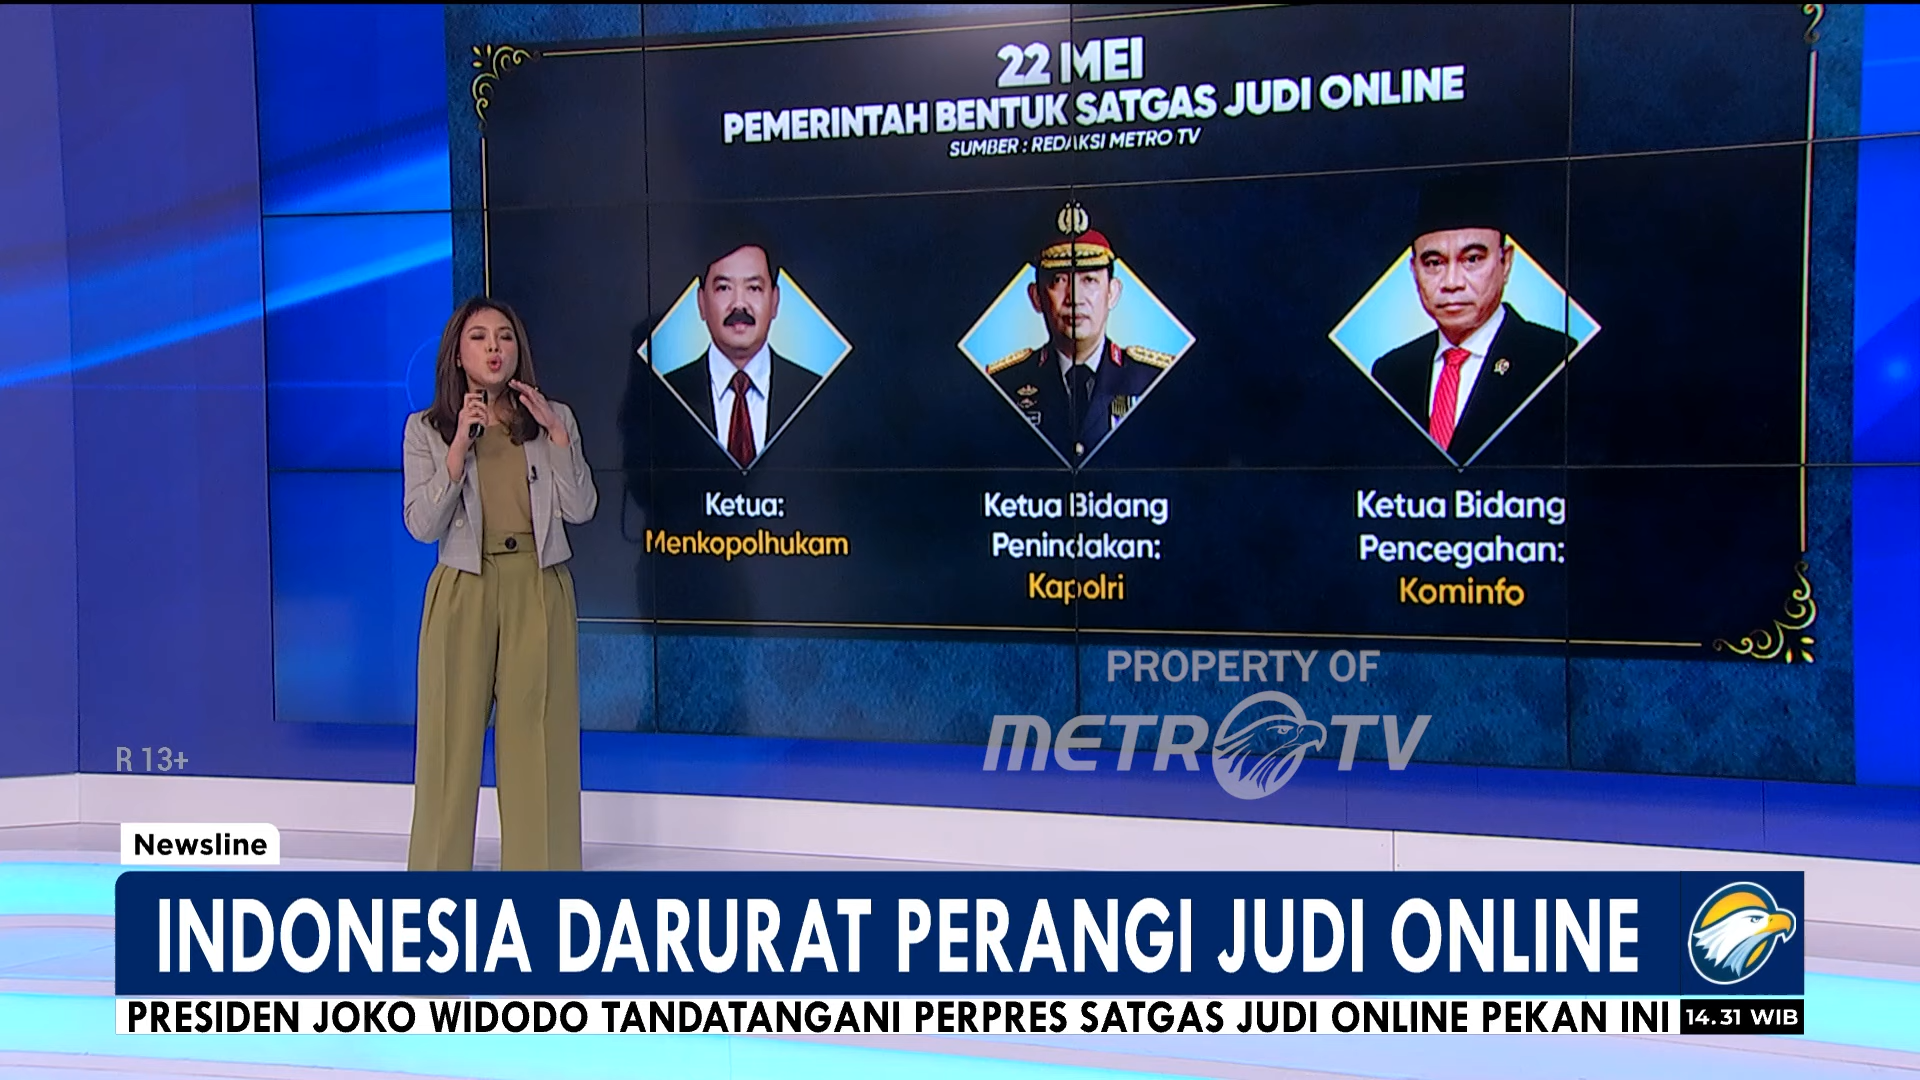 22 MEI
PEMERINTAH BENTUK SATGAS JUDI ONLINE
SUMBER : REDAKSI METRO TV
Ketua:
Menkopolhukam
Ketua Bidang
Penindakan:
Kapolri
Ketua Bidang
Pencegahan:
Kominfo
PROPERTY OF
METRO TV
R 13+
Newsline
INDONESIA DARURAT PERANGI JUDI ONLINE
PRESIDEN JOKO WIDODO TANDATANGANI PERPRES SATGAS JUDI ONLINE PEKAN INI
14.31 WIB